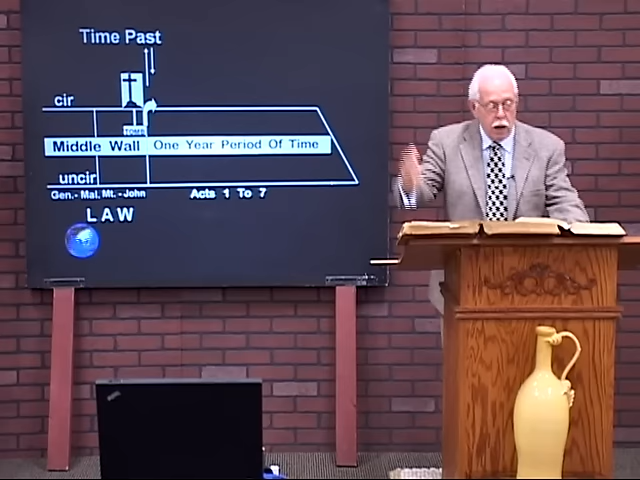 Time Past
cir
TOMB
Middle Wall One Year Period Of Time
uncir
Gen.-Mal. Mt.-John Acts 1 To 7
LAW